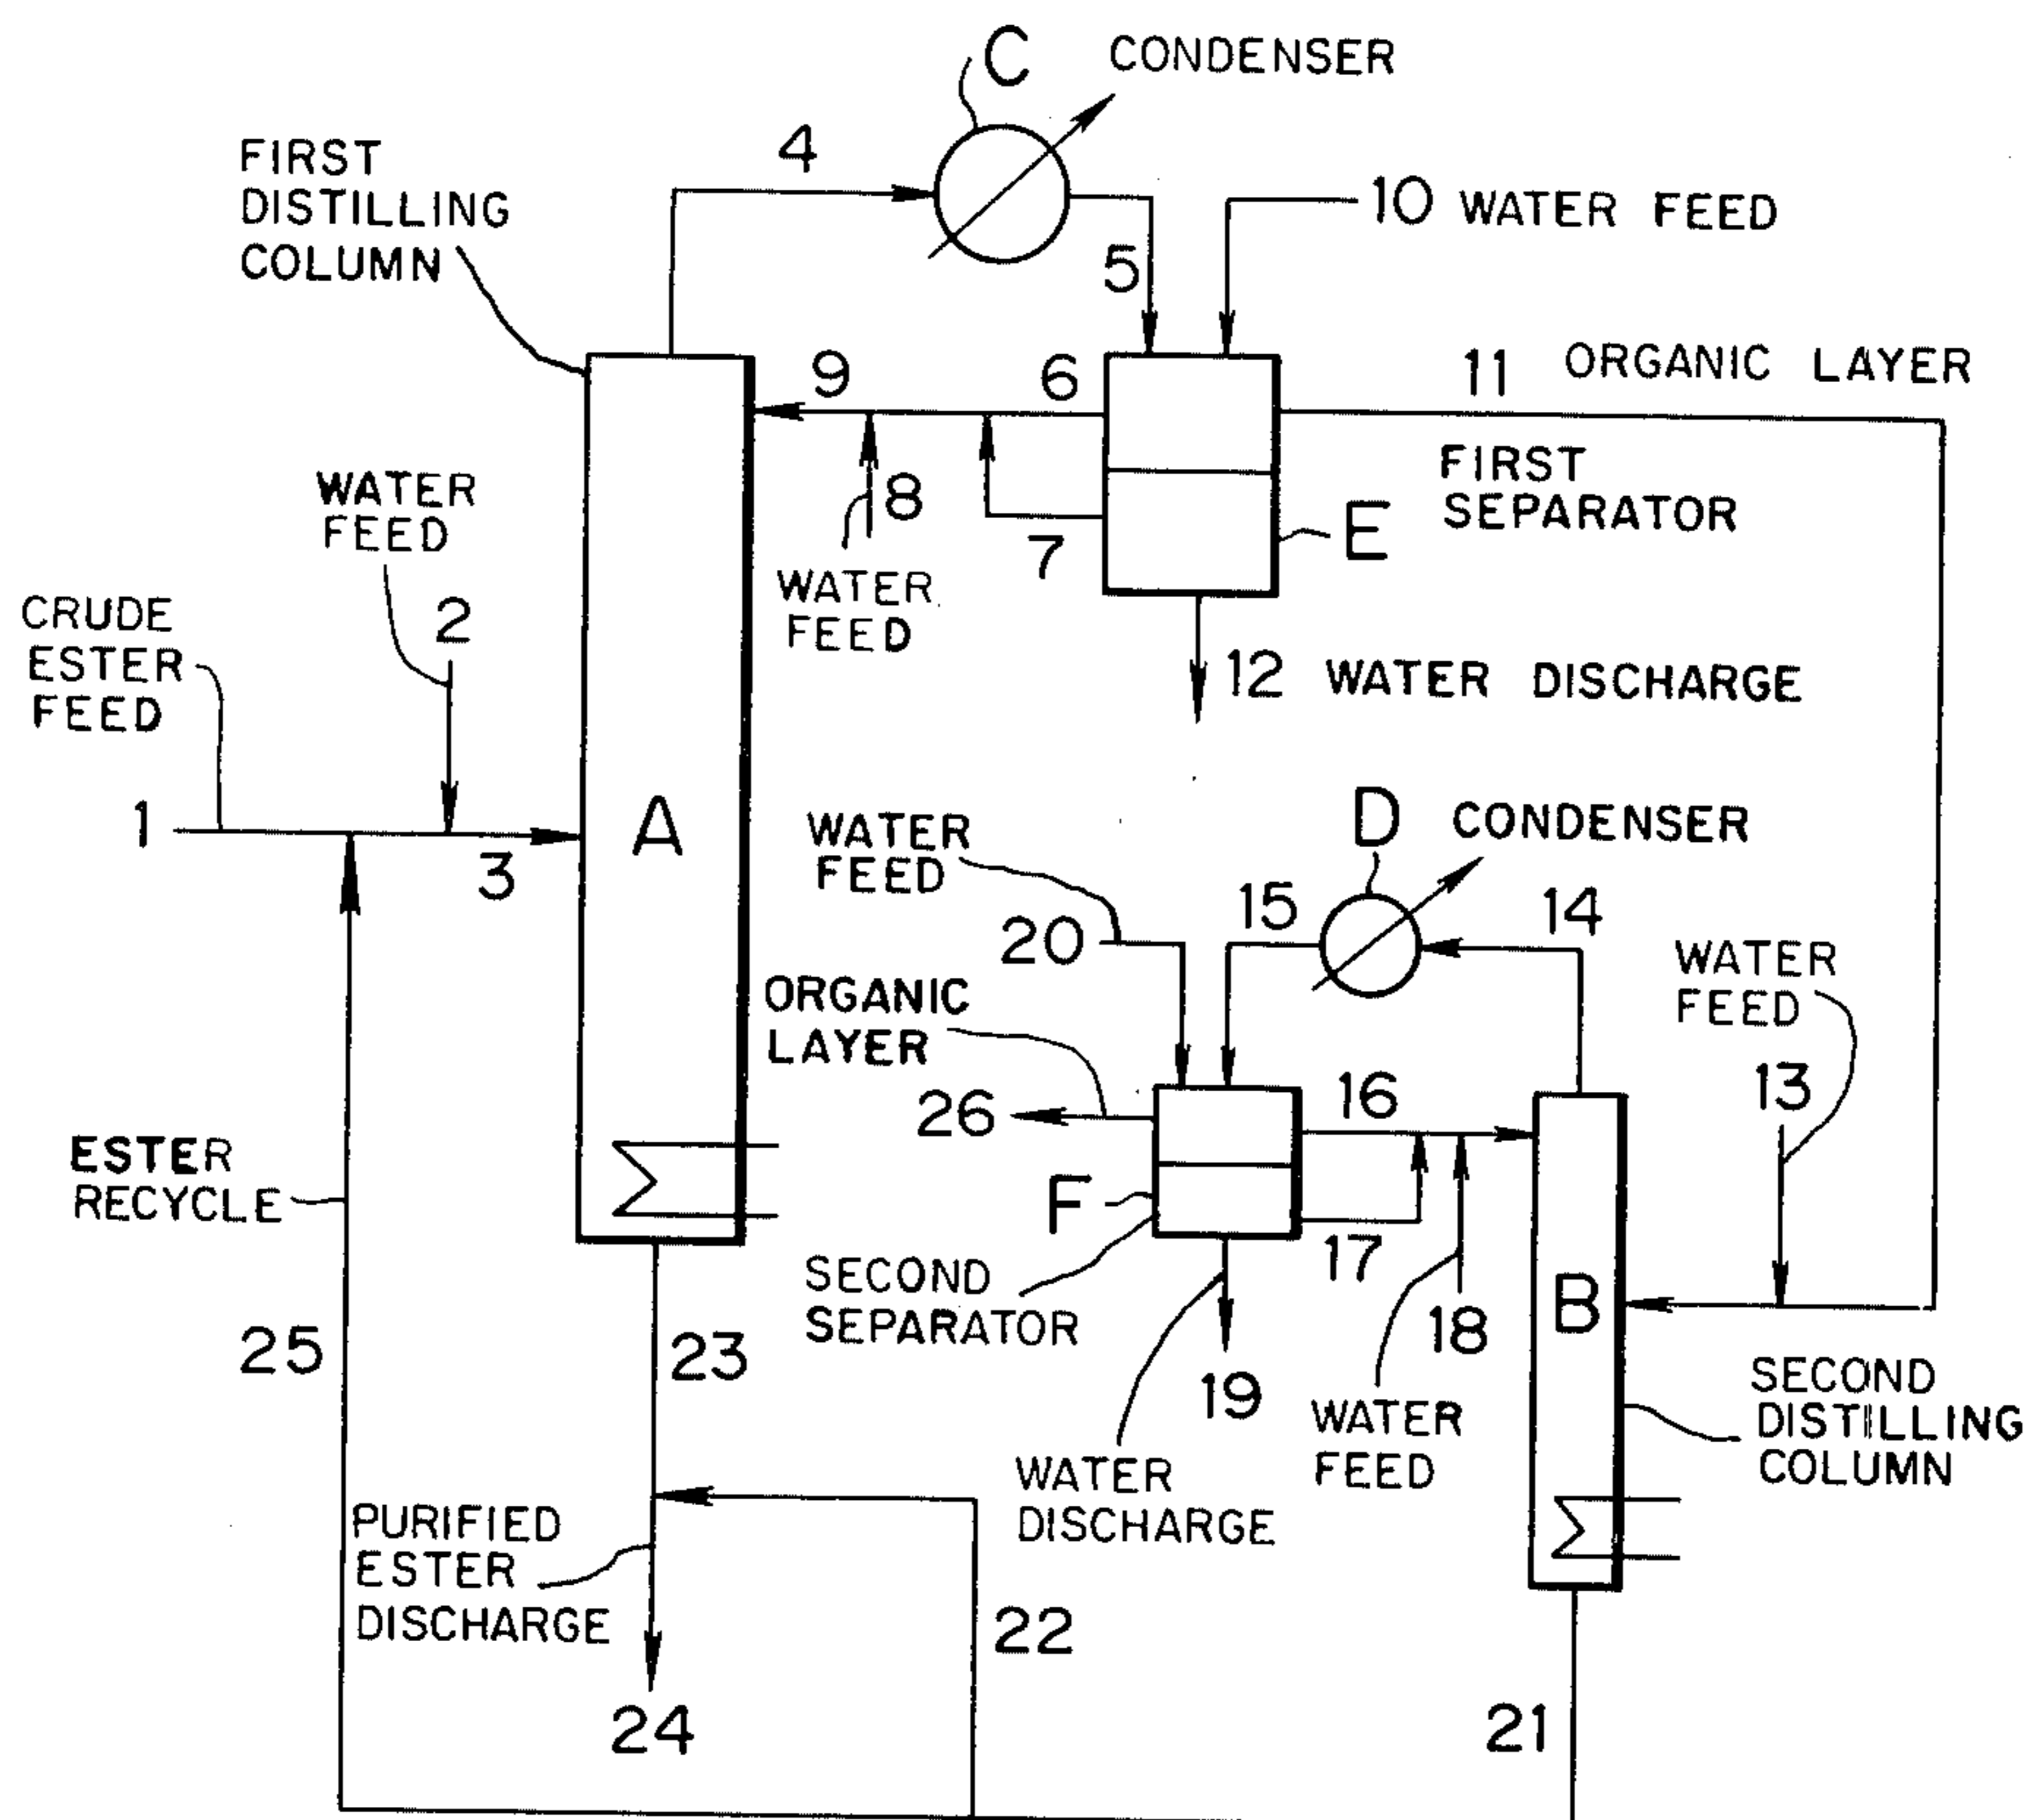 C
CONDENSER
FIRST
DISTILLING
COLUMN
4
10 WATER FEED
5
9
6
11
ORGANIC LAYER
FIRST
SEPARATOR
WATER
FEED
8
E
7
2
WATER
FEED
CRUDE
ESTER
FEED
12 WATER DISCHARGE
1
A
3
D
CONDENSER
WATER
FEED
15
14
20
WATER
FEED
ORGANIC
LAYER
13
16
26
ESTER
RECYCLE
F
17
SECOND
SEPARATOR
18
B
25
23
19
WATER
FEED
SECOND
DISTILLING
COLUMN
WATER
DISCHARGE
PURIFIED
ESTER
DISCHARGE
22
24
21